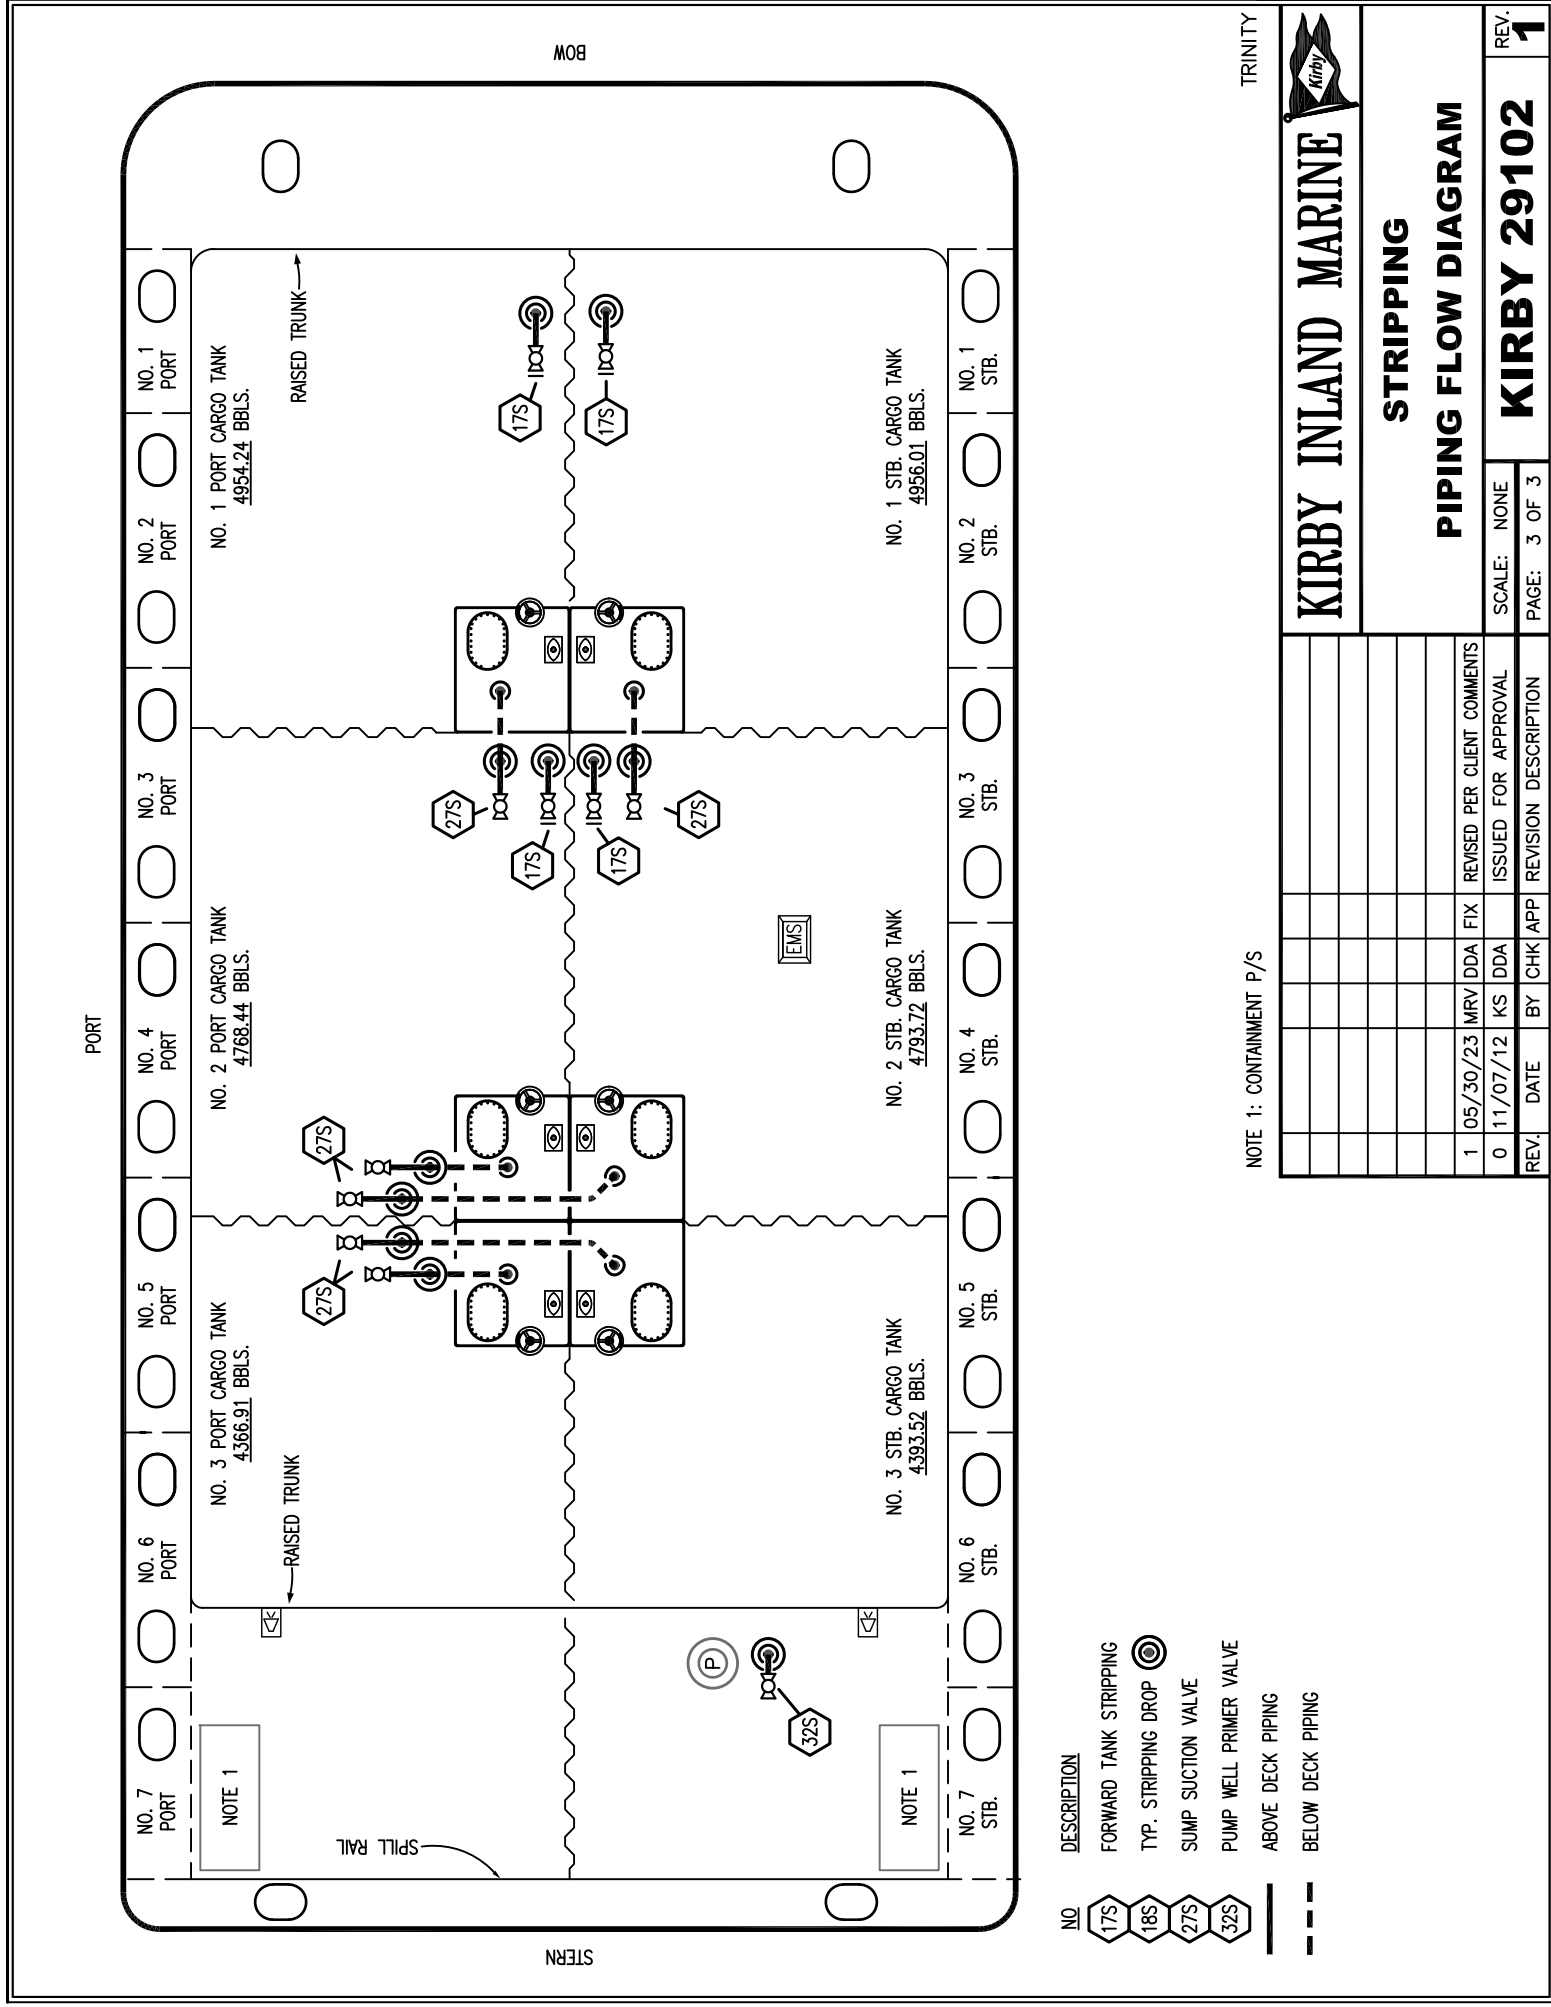 PORT
BOW
STERN
NO. 7
PORT
NO. 6
PORT
NO. 5
PORT
NO. 4
PORT
NO. 3
PORT
NO. 2
PORT
NO. 1
PORT
NOTE 1
SPILL RAIL
RAISED TRUNK
NO. 3 PORT CARGO TANK
4366.91 BBLS.
NO. 2 PORT CARGO TANK
4768.44 BBLS.
NO. 1 PORT CARGO TANK
4954.24 BBLS.
RAISED TRUNK
27S
27S
27S
17S
17S
27S
17S
17S
P
32S
EMS
NO. 3 STB. CARGO TANK
4393.52 BBLS.
NO. 2 STB. CARGO TANK
4793.72 BBLS.
NO. 1 STB. CARGO TANK
4956.01 BBLS.
NOTE 1
NO. 7
STB.
NO. 6
STB.
NO. 5
STB.
NO. 4
STB.
NO. 3
STB.
NO. 2
STB.
NO. 1
STB.
NO DESCRIPTION
17S FORWARD TANK STRIPPING
18S TYP. STRIPPING DROP
27S SUMP SUCTION VALVE
32S PUMP WELL PRIMER VALVE
ABOVE DECK PIPING
BELOW DECK PIPING
NOTE 1: CONTAINMENT P/S
TRINITY
1 05/30/23 MRV DDA FIX REVISED PER CLIENT COMMENTS
0 11/07/12 KS DDA ISSUED FOR APPROVAL
REV. DATE BY CHK APP REVISION DESCRIPTION
KIRBY INLAND MARINE
Kirby
STRIPPING
PIPING FLOW DIAGRAM
SCALE: NONE
PAGE: 3 OF 3
KIRBY 29102
REV.
1